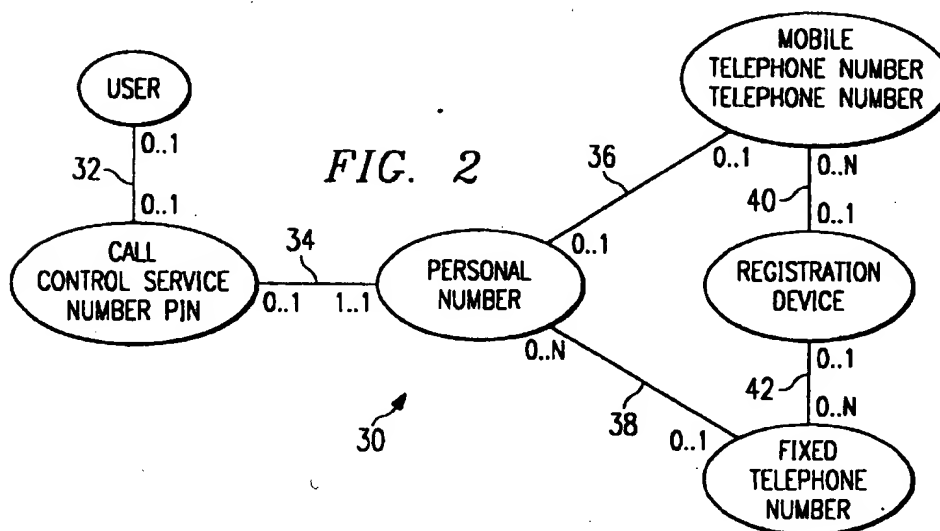 USER
0..1
32
0..1
CALL
CONTROL SERVICE
NUMBER PIN
34
0..1
1..1
FIG. 2
PERSONAL
NUMBER
36
0..1
0..1
MOBILE
TELEPHONE NUMBER
TELEPHONE NUMBER
0..N
40
0..1
REGISTRATION
DEVICE
0..1
42
0..N
0..N
38
0..1
FIXED
TELEPHONE
NUMBER
30